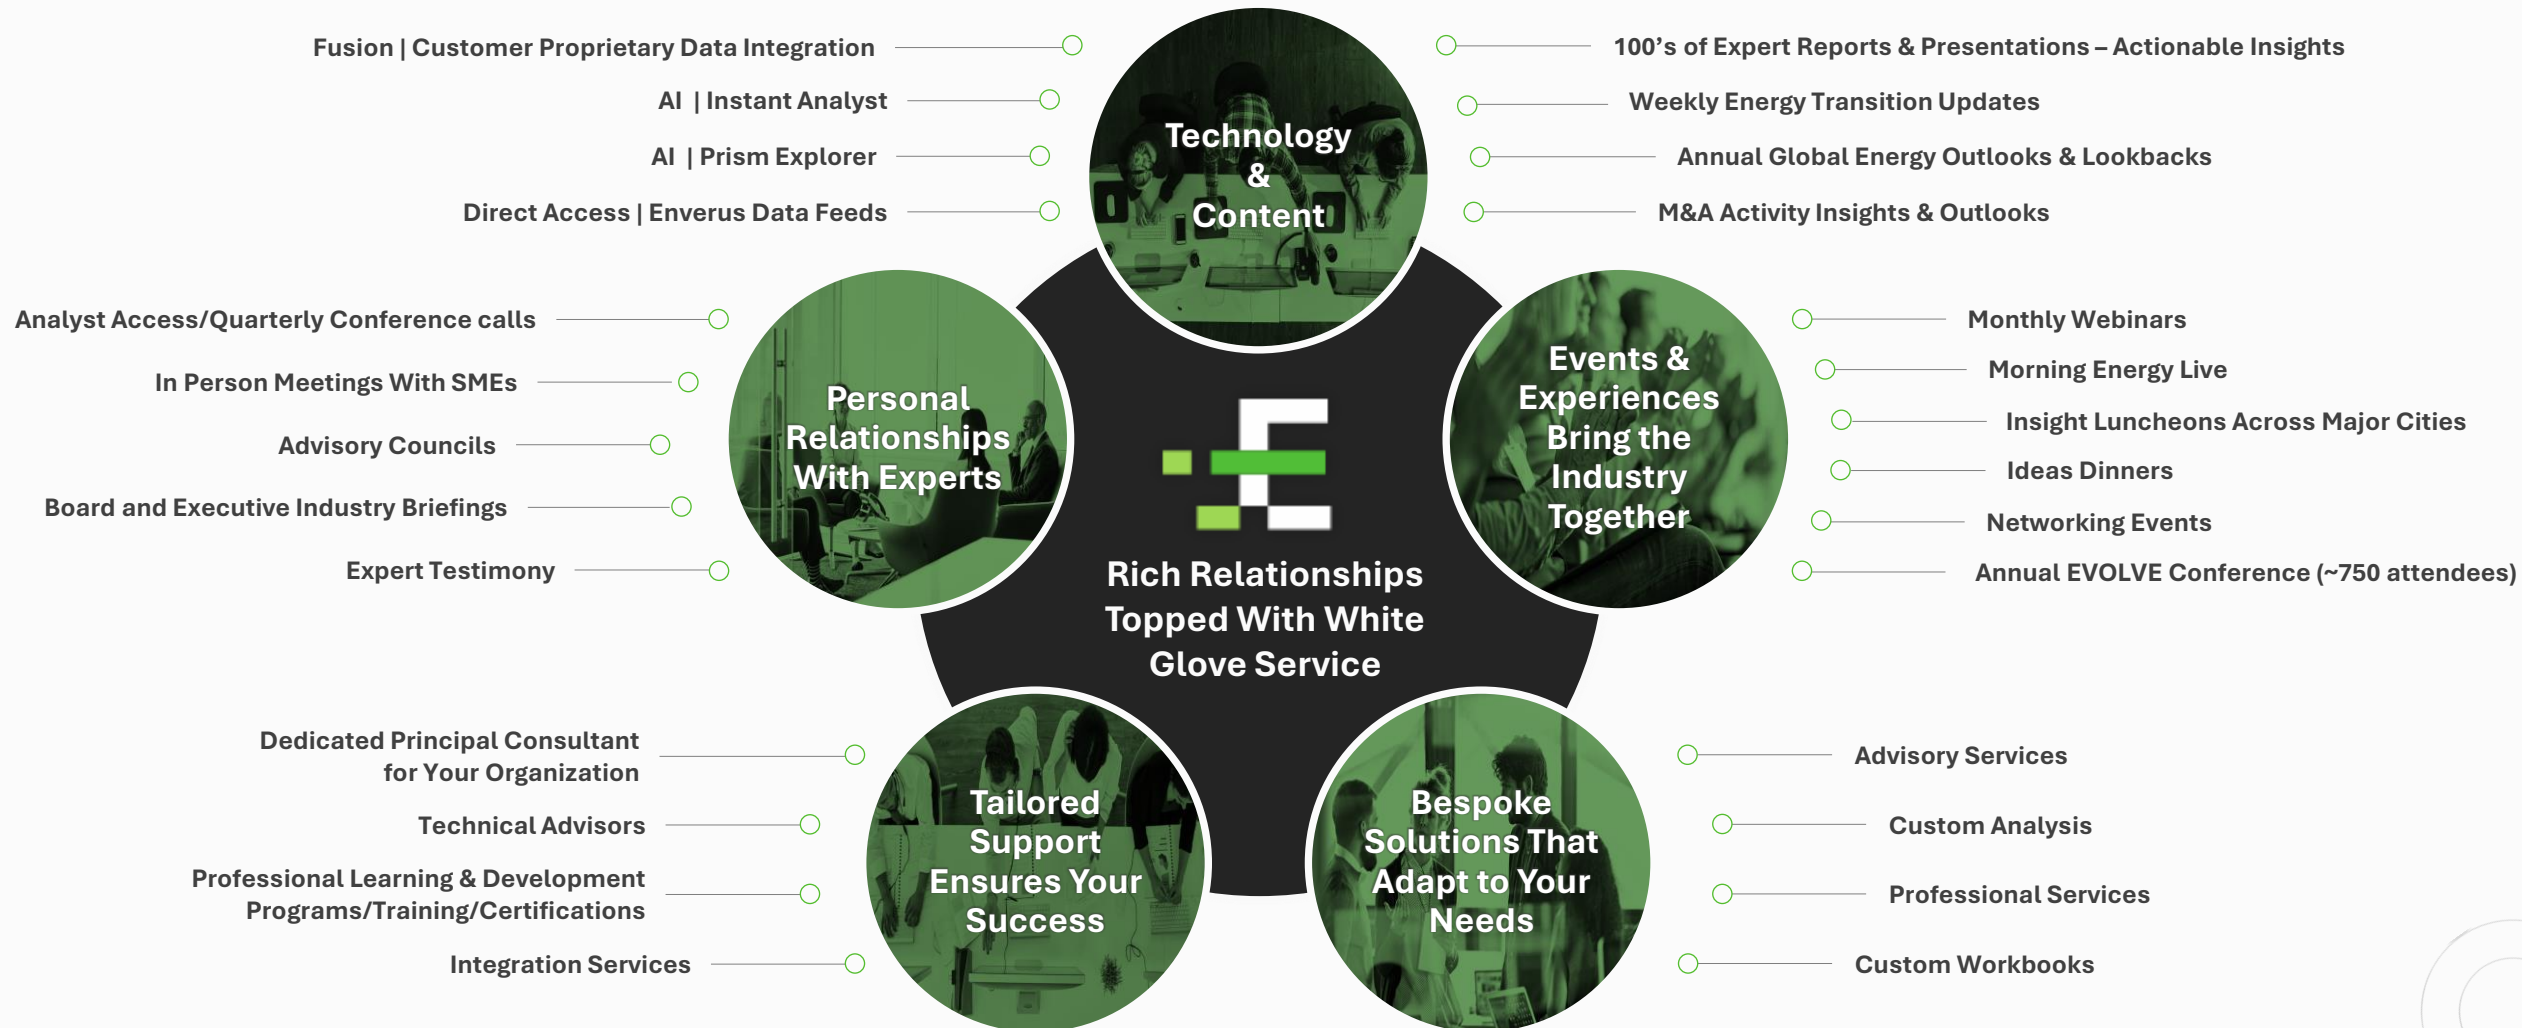 Fusion | Customer Proprietary Data Integration
AI | Instant Analyst
AI | Prism Explorer
Direct Access | Enverus Data Feeds
Technology
&
Content
100’s of Expert Reports & Presentations – Actionable Insights
Weekly Energy Transition Updates
Annual Global Energy Outlooks & Lookbacks
M&A Activity Insights & Outlooks
Analyst Access/Quarterly Conference calls
In Person Meetings With SMEs
Advisory Councils
Board and Executive Industry Briefings
Expert Testimony
Personal
Relationships
With Experts
Events &
Experiences
Bring the
Industry
Together
Monthly Webinars
Morning Energy Live
Insight Luncheons Across Major Cities
Ideas Dinners
Networking Events
Annual EVOLVE Conference (~750 attendees)
Rich Relationships
Topped With White
Glove Service
Dedicated Principal Consultant
for Your Organization
Technical Advisors
Professional Learning & Development
Programs/Training/Certifications
Integration Services
Tailored
Support
Ensures Your
Success
Bespoke
Solutions That
Adapt to Your
Needs
Advisory Services
Custom Analysis
Professional Services
Custom Workbooks